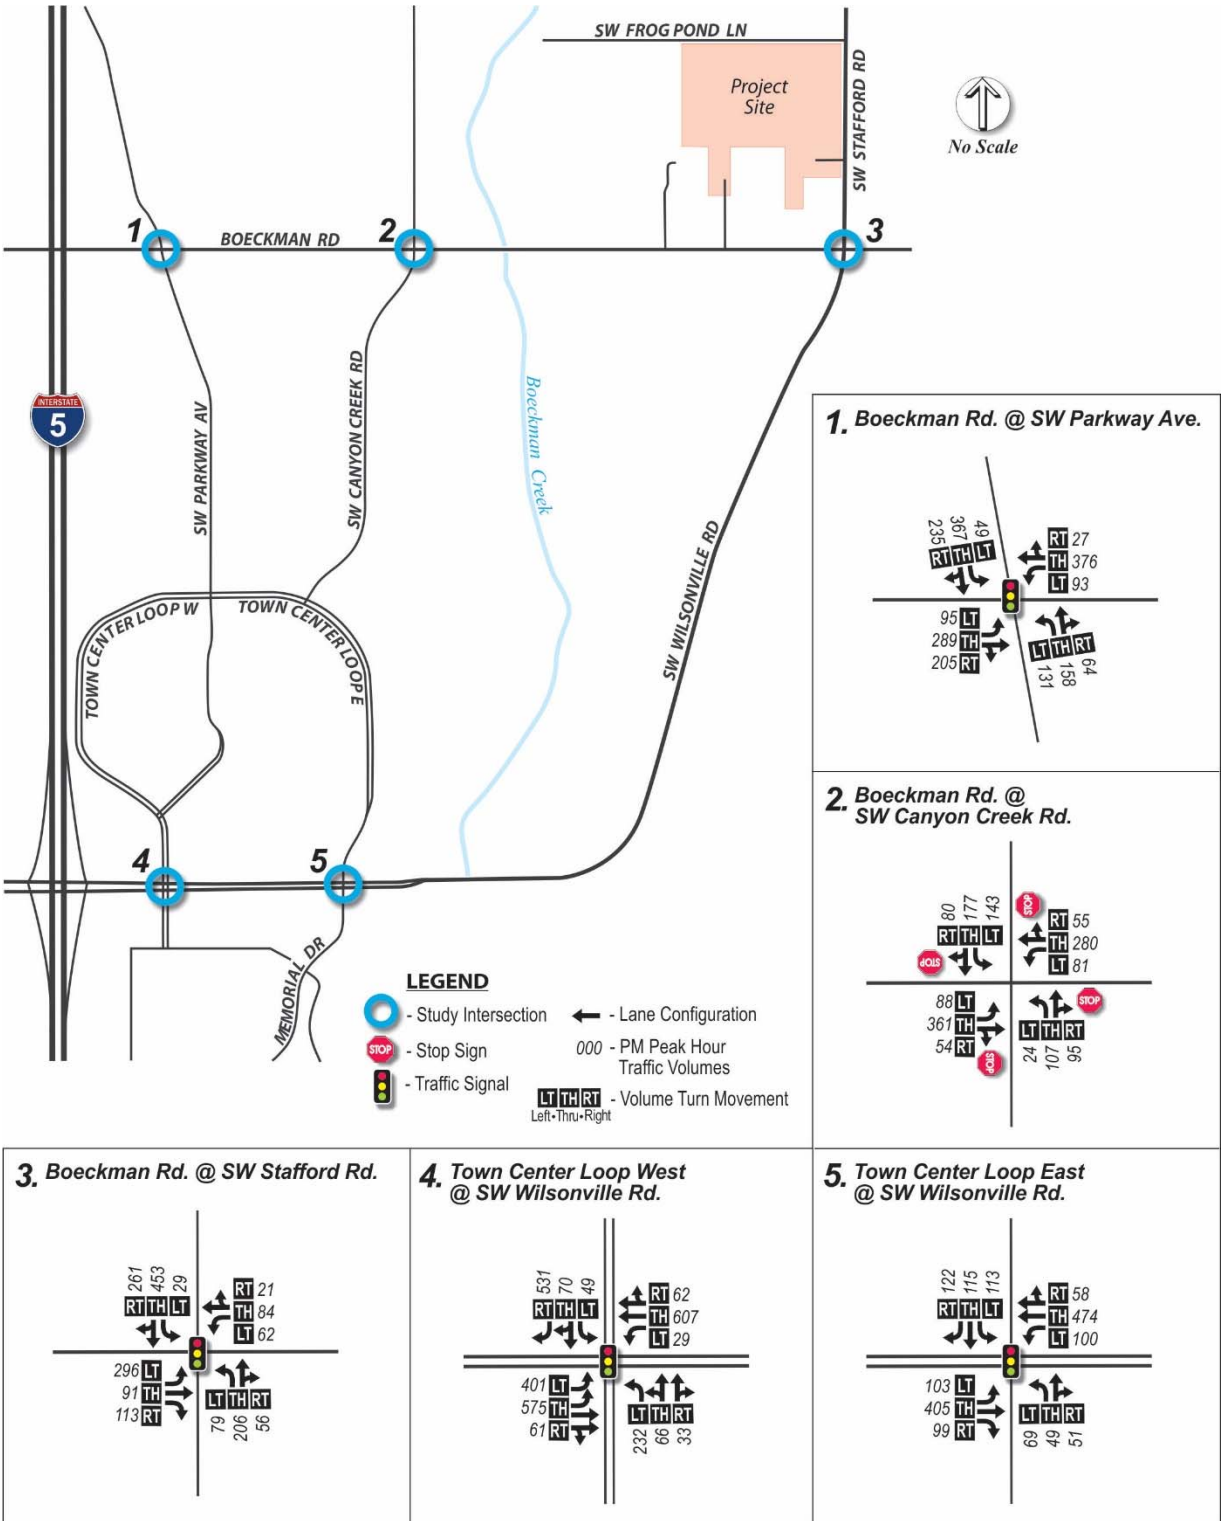 SW FROG POND LN
SW STAFFORD RD
Project
Site
No Scale
1
BOECKMAN RD
2
3
INTERSTATE
5
SW PARKWAY AV
SW CANYON CREEK RD
Boeckman Creek
SW WILSONVILLE RD
TOWN CENTER LOOP W
TOWN CENTER LOOP E
4
5
MEMORIAL DR
LEGEND
- Study Intersection
- Lane Configuration
STOP - Stop Sign
000 - PM Peak Hour
Traffic Volumes
- Traffic Signal
LT TH RT - Volume Turn Movement
Left•Thru•Right
1. Boeckman Rd. @ SW Parkway Ave.
235 367 49
RT TH LT
RT 27
TH 376
LT 93
95 LT
289 TH
205 RT
LT TH RT
131 158 64
2. Boeckman Rd. @
SW Canyon Creek Rd.
80 177 143
RT TH LT
STOP
STOP
RT 55
TH 280
LT 81
88 LT
361 TH
54 RT
STOP
STOP
LT TH RT
24 107 95
3. Boeckman Rd. @ SW Stafford Rd.
261 453 29
RT TH LT
RT 21
TH 84
LT 62
296 LT
91 TH
113 RT
LT TH RT
79 206 56
4. Town Center Loop West
@ SW Wilsonville Rd.
531 70 49
RT TH LT
RT 62
TH 607
LT 29
401 LT
575 TH
61 RT
LT TH RT
232 66 33
5. Town Center Loop East
@ SW Wilsonville Rd.
122 115 113
RT TH LT
RT 58
TH 474
LT 100
103 LT
405 TH
99 RT
LT TH RT
69 49 51